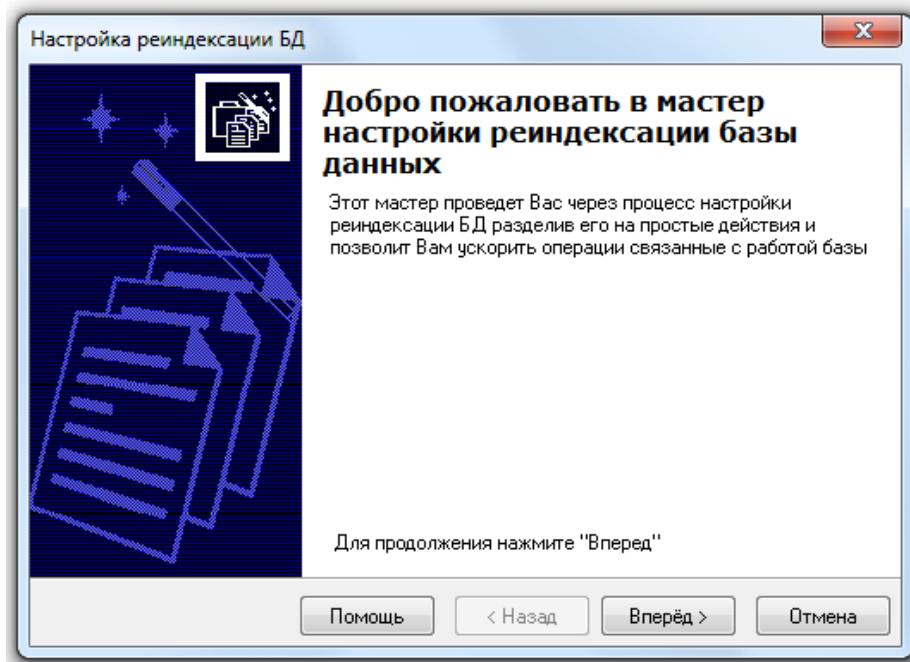 Настройка реиндексации БД
Добро пожаловать в мастер
настройки реиндексации базы
данных
Этот мастер проведет Вас через процесс настройки
реиндексации БД разделив его на простые действия и
позволит Вам ускорить операции связанные с работой базы
Для продолжения нажмите "Вперед"
Помощь
< Назад
Вперёд >
Отмена